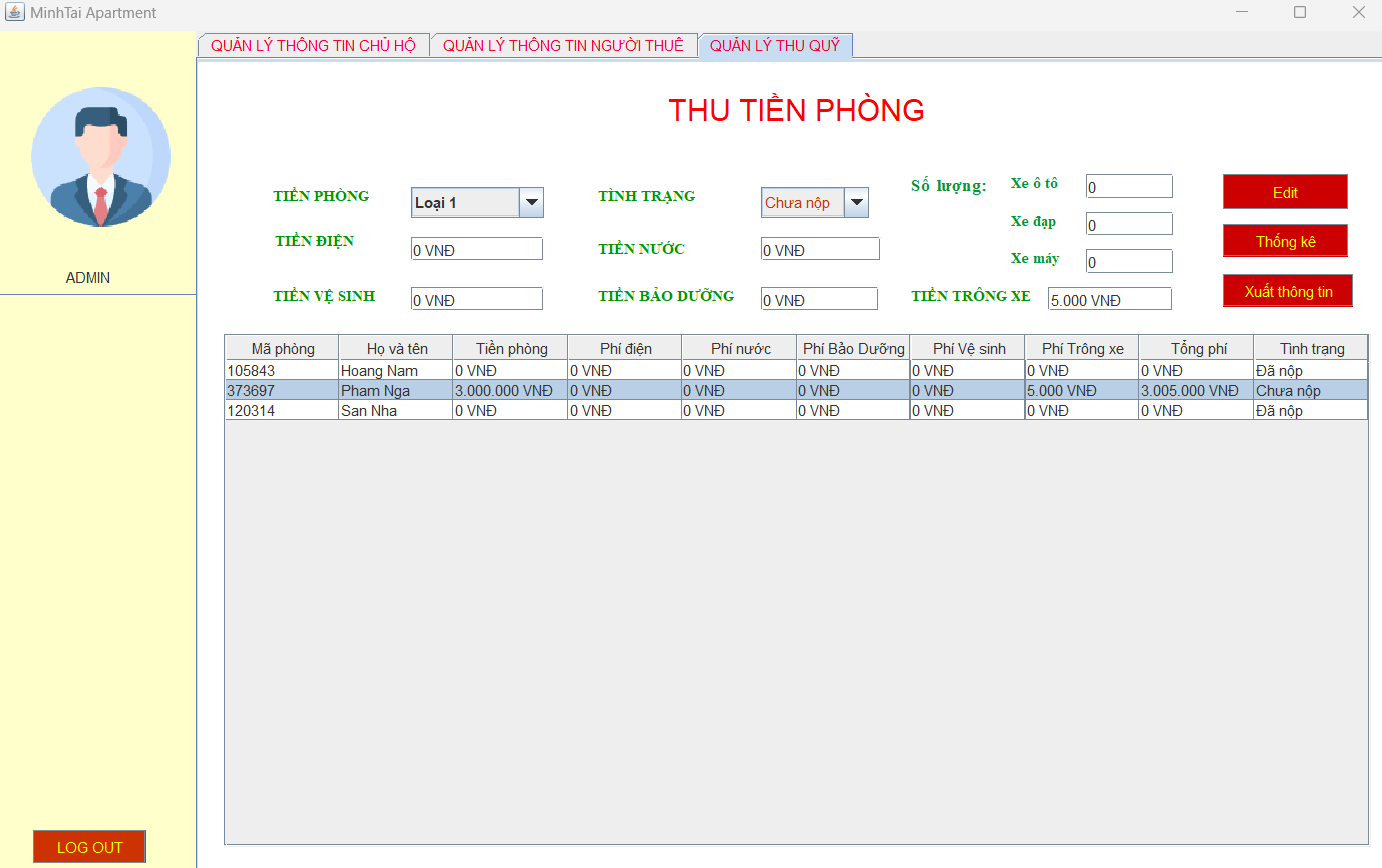 MinhTai Apartment
QUẢN LÝ THÔNG TIN CHỦ HỘ QUẢN LÝ THÔNG TIN NGƯỜI THUÊ QUẢN LÝ THU QUỸ
THU TIỀN PHÒNG
TIỀN PHÒNG Loại 1 TÌNH TRẠNG Chưa nộp Số lượng: Xe ô tô 0 Edit
Xe đạp 0
TIỀN ĐIỆN 0 VNĐ TIỀN NƯỚC 0 VNĐ Thống kê
Xe máy 0
TIỀN VỆ SINH 0 VNĐ TIỀN BẢO DƯỠNG 0 VNĐ TIỀN TRÔNG XE 5.000 VNĐ Xuất thông tin
ADMIN
Mã phòng Họ và tên Tiền phòng Phí điện Phí nước Phí Bảo Dưỡng Phí Vệ sinh Phí Trông xe Tổng phí Tình trạng
105843 Hoang Nam 0 VNĐ 0 VNĐ 0 VNĐ 0 VNĐ 0 VNĐ 0 VNĐ 0 VNĐ Đã nộp
373697 Pham Nga 3.000.000 VNĐ 0 VNĐ 0 VNĐ 0 VNĐ 0 VNĐ 5.000 VNĐ 3.005.000 VNĐ Chưa nộp
120314 San Nha 0 VNĐ 0 VNĐ 0 VNĐ 0 VNĐ 0 VNĐ 0 VNĐ 0 VNĐ Đã nộp
LOG OUT